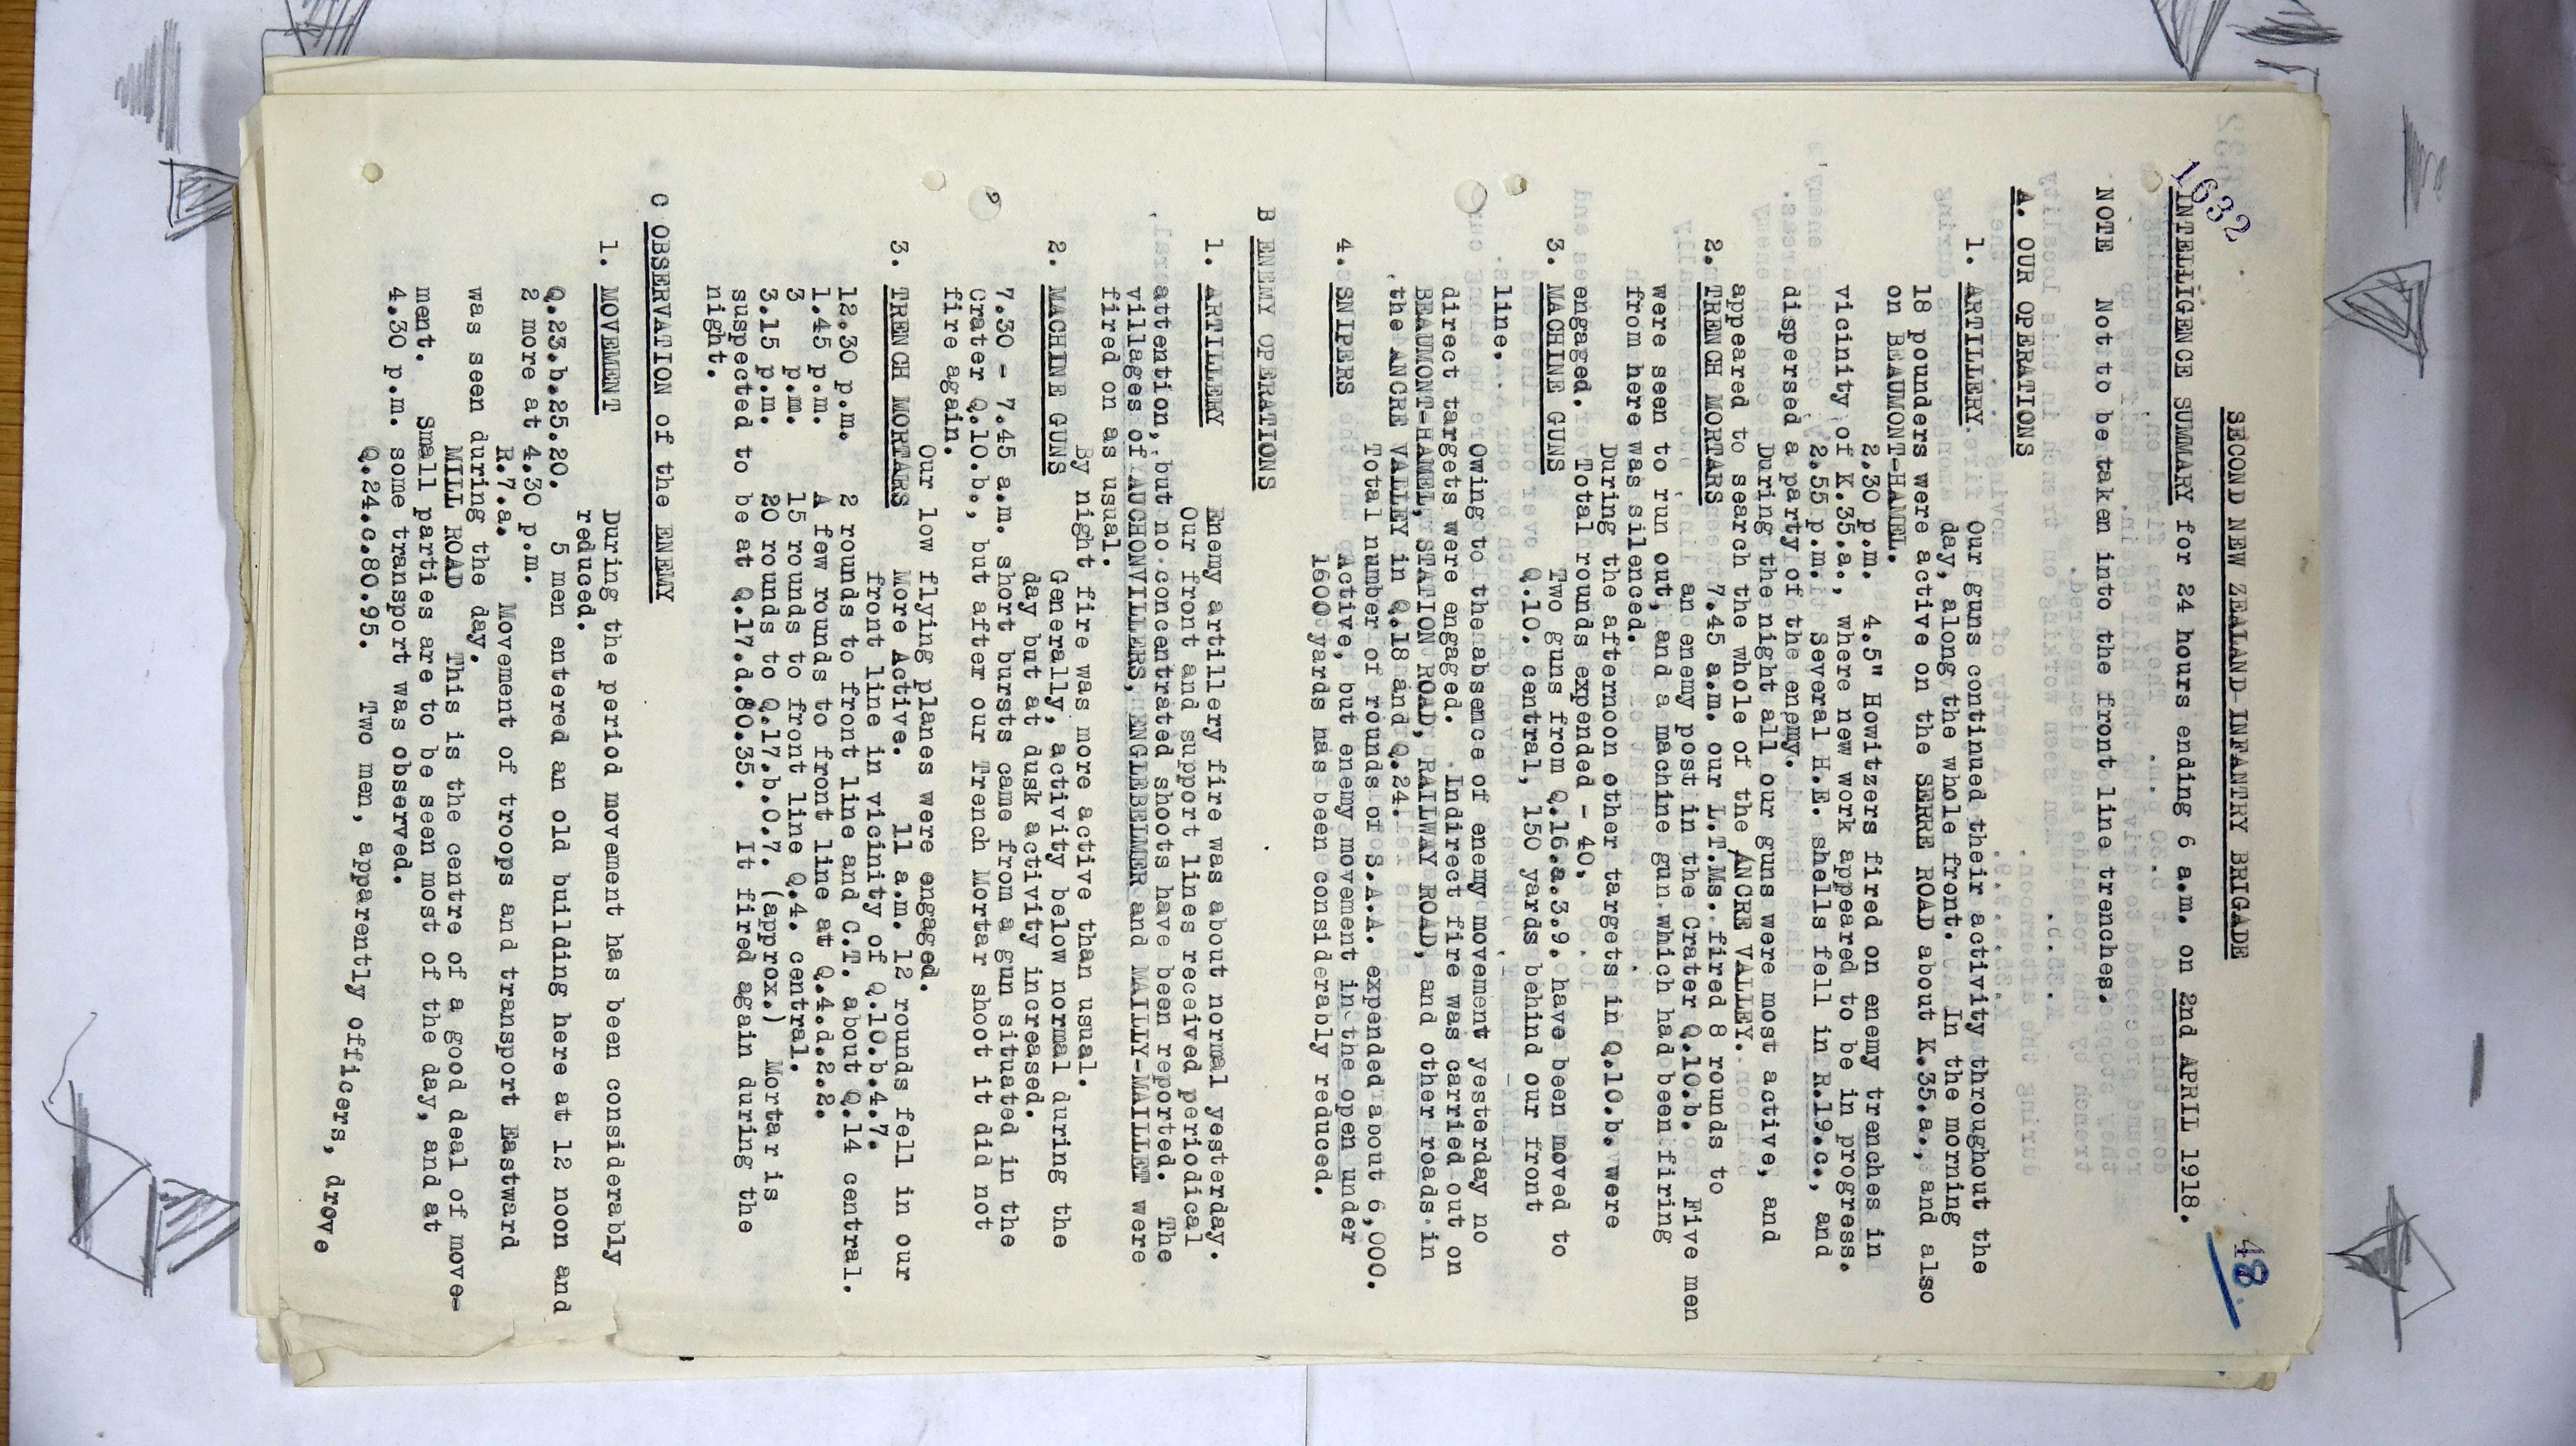 1632
48
SECOND NEW ZEALAND INFANTRY BRIGADE
INTELLIGENCE SUMMARY for 24 hours ending 6 a.m. on 2nd APRIL 1918.
NOTE Not to be taken into the front line trenches.
A. OUR OPERATIONS
1. ARTILLERY Our guns continued their activity throughout the
day, along the whole front. In the morning
18 pounders were active on the SERRE ROAD about K.35.a., and also
on BEAUMONT-HAMEL.
2.30 p.m. 4.5" Howitzers fired on enemy trenches in
vicinity of K.35.a., where new work appeared to be in progress.
2.55 p.m. Several H.E. shells fell in R.19.c., and
dispersed a party of the enemy.
During the night all our guns were most active, and
appeared to search the whole of the ANCRE VALLEY.
2. TRENCH MORTARS 7.45 a.m. our L.T.Ms. fired 8 rounds to
an enemy post in the Crater Q.10.b. Five men
were seen to run out, and a machine gun which had been firing
from here was silenced.
During the afternoon other targets in Q.10.b. were
engaged. Total rounds expended - 40.
3. MACHINE GUNS Two guns from Q.16.a.3.9. have been moved to
Q.10. central, 150 yards behind our front
line.
Owing to the absence of enemy movement yesterday no
direct targets were engaged. Indirect fire was carried out on
BEAUMONT-HAMEL, STATION ROAD, RAILWAY ROAD, and other roads in
the ANCRE VALLEY in Q.18 and Q.24.
Total number of rounds of S.A.A. expended about 6,000.
4. SNIPERS Active, but enemy movement in the open under
1600 yards has been considerably reduced.
B ENEMY OPERATIONS
1. ARTILLERY Enemy artillery fire was about normal yesterday.
Our front and support lines received periodical
attention, but no concentrated shoots have been reported. The
villages of AUCHONVILLERS, ENGLEBELMER and MAILLY-MAILLET were
fired on as usual.
By night fire was more active than usual.
2. MACHINE GUNS Generally, activity below normal during the
day but at dusk activity increased.
7.30 - 7.45 a.m. short bursts came from a gun situated in the
Crater Q.10.b., but after our Trench Mortar shoot it did not
fire again.
Our low flying planes were engaged.
3. TRENCH MORTARS More Active. 11 a.m. 12 rounds fell in our
front line in vicinity of Q.10.b.4.7.
12.30 p.m. 2 rounds to front line and C.T. about Q.14 central.
1.45 p.m. A few rounds to front line at Q.4.d.2.2.
3 p.m. 15 rounds to front line Q.4. central.
3.15 p.m. 20 rounds to Q.17.b.0.7. (approx.) Mortar is
suspected to be at Q.17.d.80.35. It fired again during the
night.
C OBSERVATION of the ENEMY
1. MOVEMENT During the period movement has been considerably
reduced.
Q.23.b.25.20. 5 men entered an old building here at 12 noon and
2 more at 4.30 p.m.
R.7.a. Movement of troops and transport Eastward
was seen during the day.
MILL ROAD This is the centre of a good deal of move-
ment. Small parties are to be seen most of the day, and at
4.30 p.m. some transport was observed.
Q.24.c.80.95. Two men, apparently officers, drove